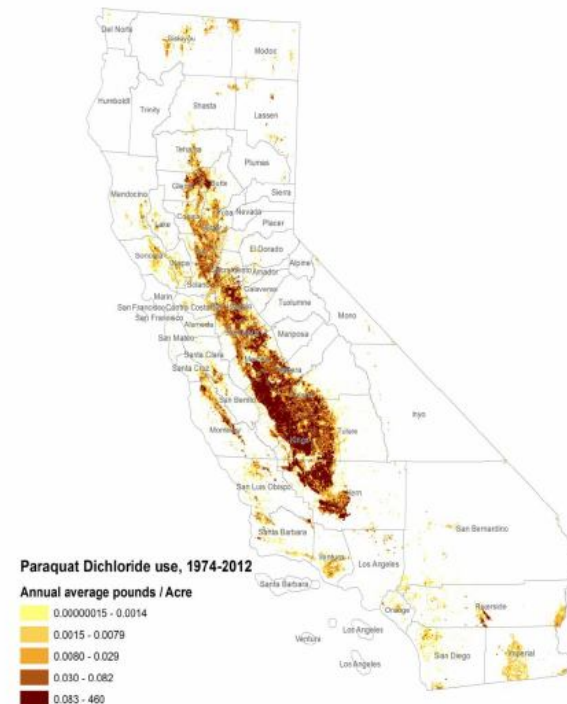 Del Norte
Siskiyou
Modoc
Humboldt
Trinity
Shasta
Lassen
Tehama
Plumas
Glenn
Butte
Mendocino
Sierra
Colusa
Yuba
Nevada
Lake
Placer
Sonoma
Napa
El Dorado
Solano
Sacramento
Amador
Alpine
Marin
Calaveras
San Francisco
Contra Costa
San Francisco
Alameda
Tuolumne
Mono
San Mateo
Mariposa
Santa Clara
Santa Cruz
San Benito
Inyo
Monterey
Kings
Tulare
San Luis Obispo
Kern
San Bernardino
Santa Barbara
Ventura
Los Angeles
Paraquat Dichloride use, 1974-2012
Santa Barbara
Annual average pounds / Acre
Orange
Riverside
0.00000015 - 0.0014
Ventura
Los Angeles
0.0015 - 0.0079
San Diego
Imperial
0.0080 - 0.029
Los Angeles
0.030 - 0.082
0.083 - 460